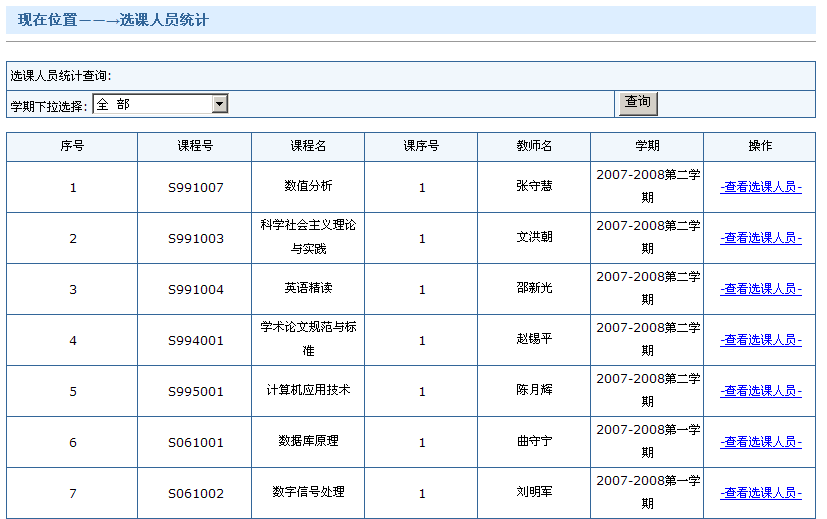 现在位置－－→选课人员统计
选课人员统计查询:
学期下拉选择: 全 部 查询
序号 课程号 课程名 课序号 教师名 学期 操作
1 S991007 数值分析 1 张守慧 2007-2008第二学期 -查看选课人员-
2 S991003 科学社会主义理论与实践 1 文洪朝 2007-2008第二学期 -查看选课人员-
3 S991004 英语精读 1 邵新光 2007-2008第二学期 -查看选课人员-
4 S994001 学术论文规范与标准 1 赵锡平 2007-2008第二学期 -查看选课人员-
5 S995001 计算机应用技术 1 陈月辉 2007-2008第二学期 -查看选课人员-
6 S061001 数据库原理 1 曲守宁 2007-2008第一学期 -查看选课人员-
7 S061002 数字信号处理 1 刘明军 2007-2008第一学期 -查看选课人员-